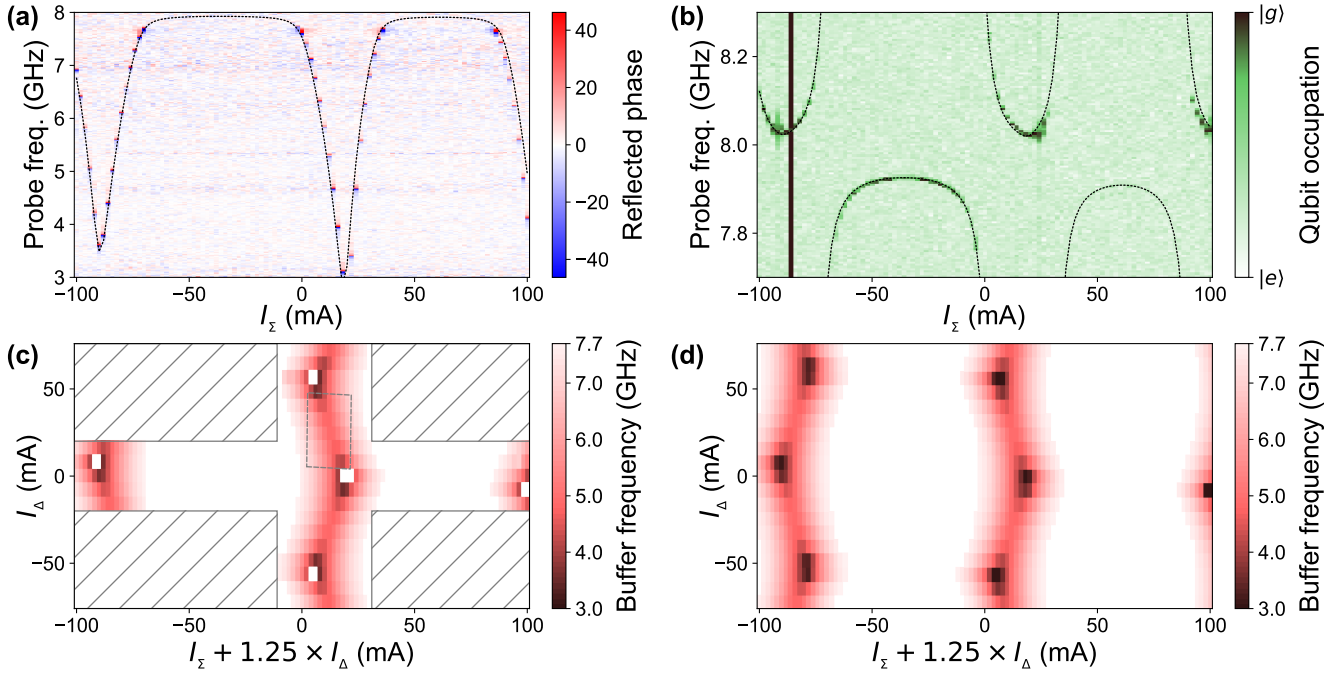 (a)
8
7
6
5
4
3
Probe freq. (GHz)
−100
−50
0
50
100
I_Σ (mA)
40
20
0
−20
−40
Reflected phase
(b)
8.2
8.0
7.8
Probe freq. (GHz)
−100
−50
0
50
100
I_Σ (mA)
|g⟩
|e⟩
Qubit occupation
(c)
50
0
−50
I_Δ (mA)
−100
−50
0
50
100
I_Σ + 1.25 × I_Δ (mA)
7.7
7.0
6.0
5.0
4.0
3.0
Buffer frequency (GHz)
(d)
50
0
−50
I_Δ (mA)
−100
−50
0
50
100
I_Σ + 1.25 × I_Δ (mA)
7.7
7.0
6.0
5.0
4.0
3.0
Buffer frequency (GHz)